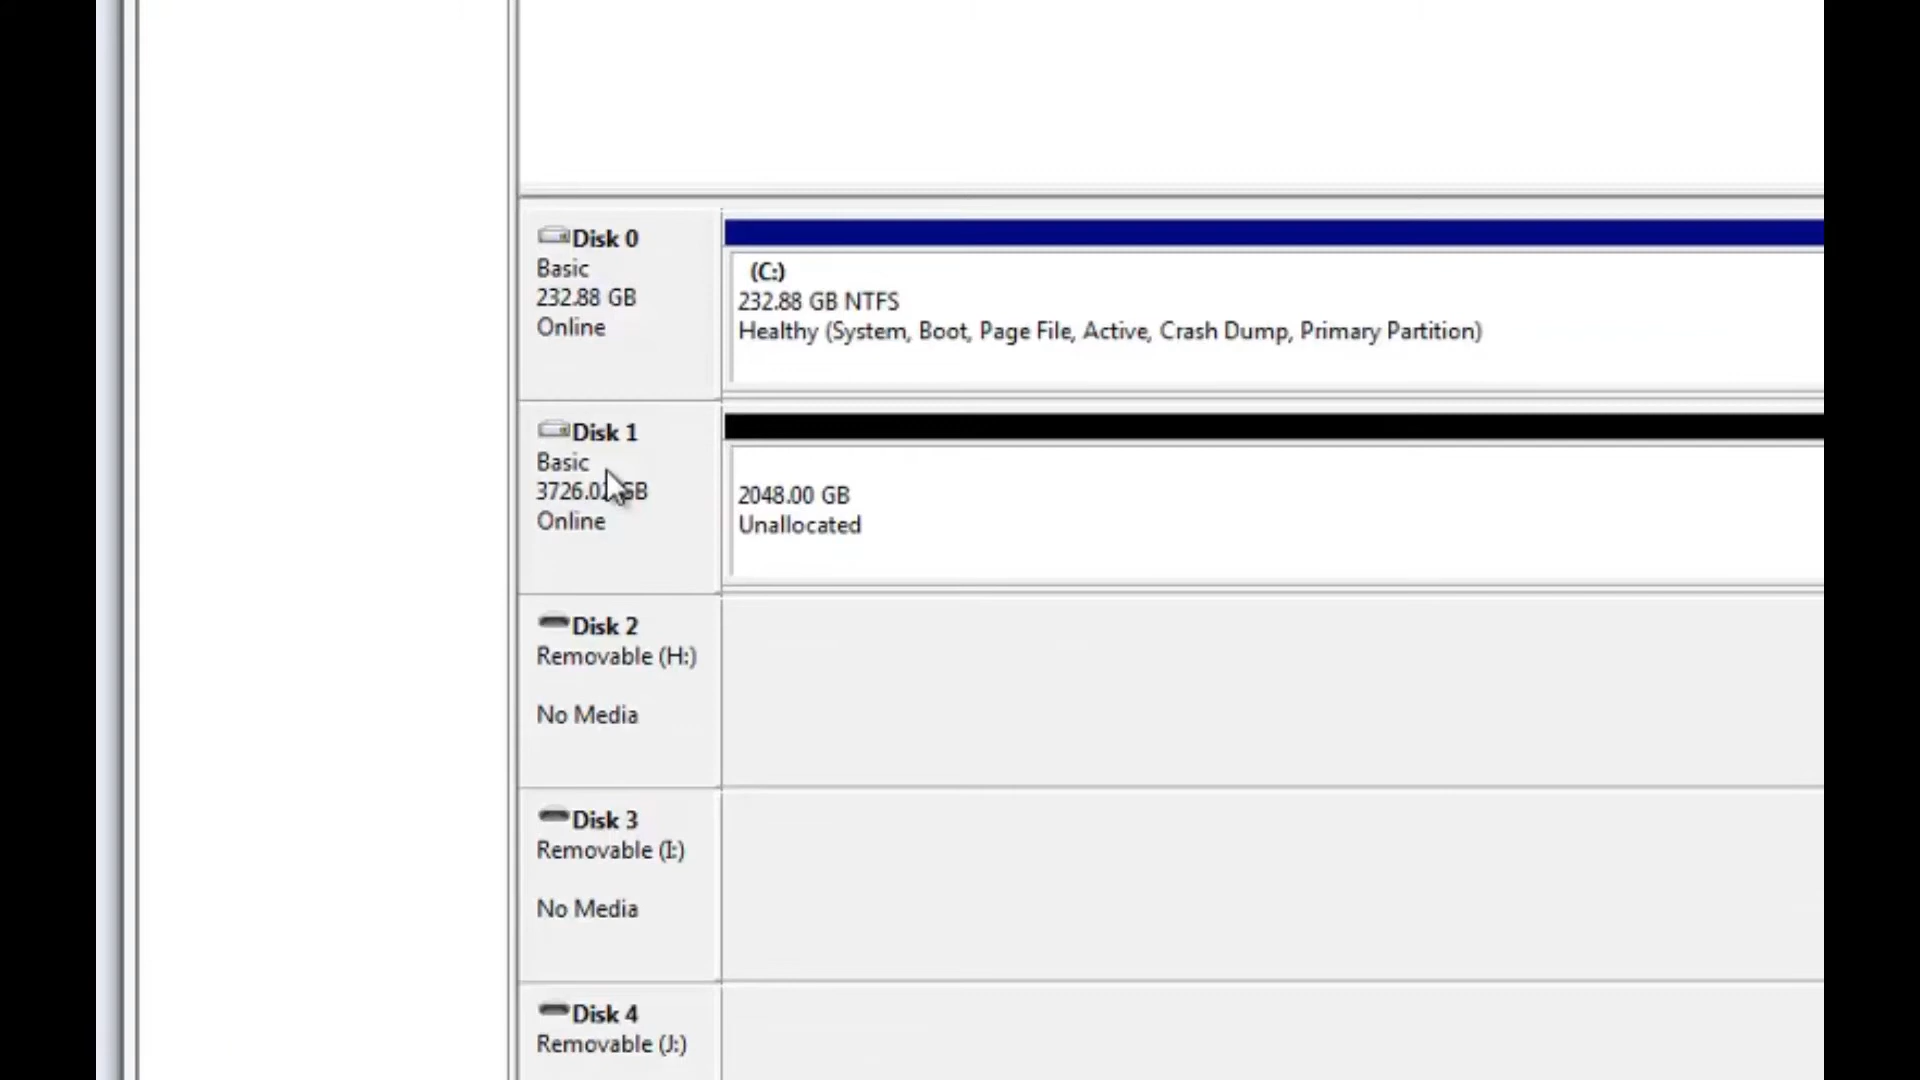 Disk 0
Basic
232.88 GB
Online
(C:)
232.88 GB NTFS
Healthy (System, Boot, Page File, Active, Crash Dump, Primary Partition)
Disk 1
Basic
GB
Online
2048.00 GB
Unallocated
Disk 2
Removable (H:)
No Media
Disk 3
Removable (I:)
No Media
Disk 4
Removable (J:)